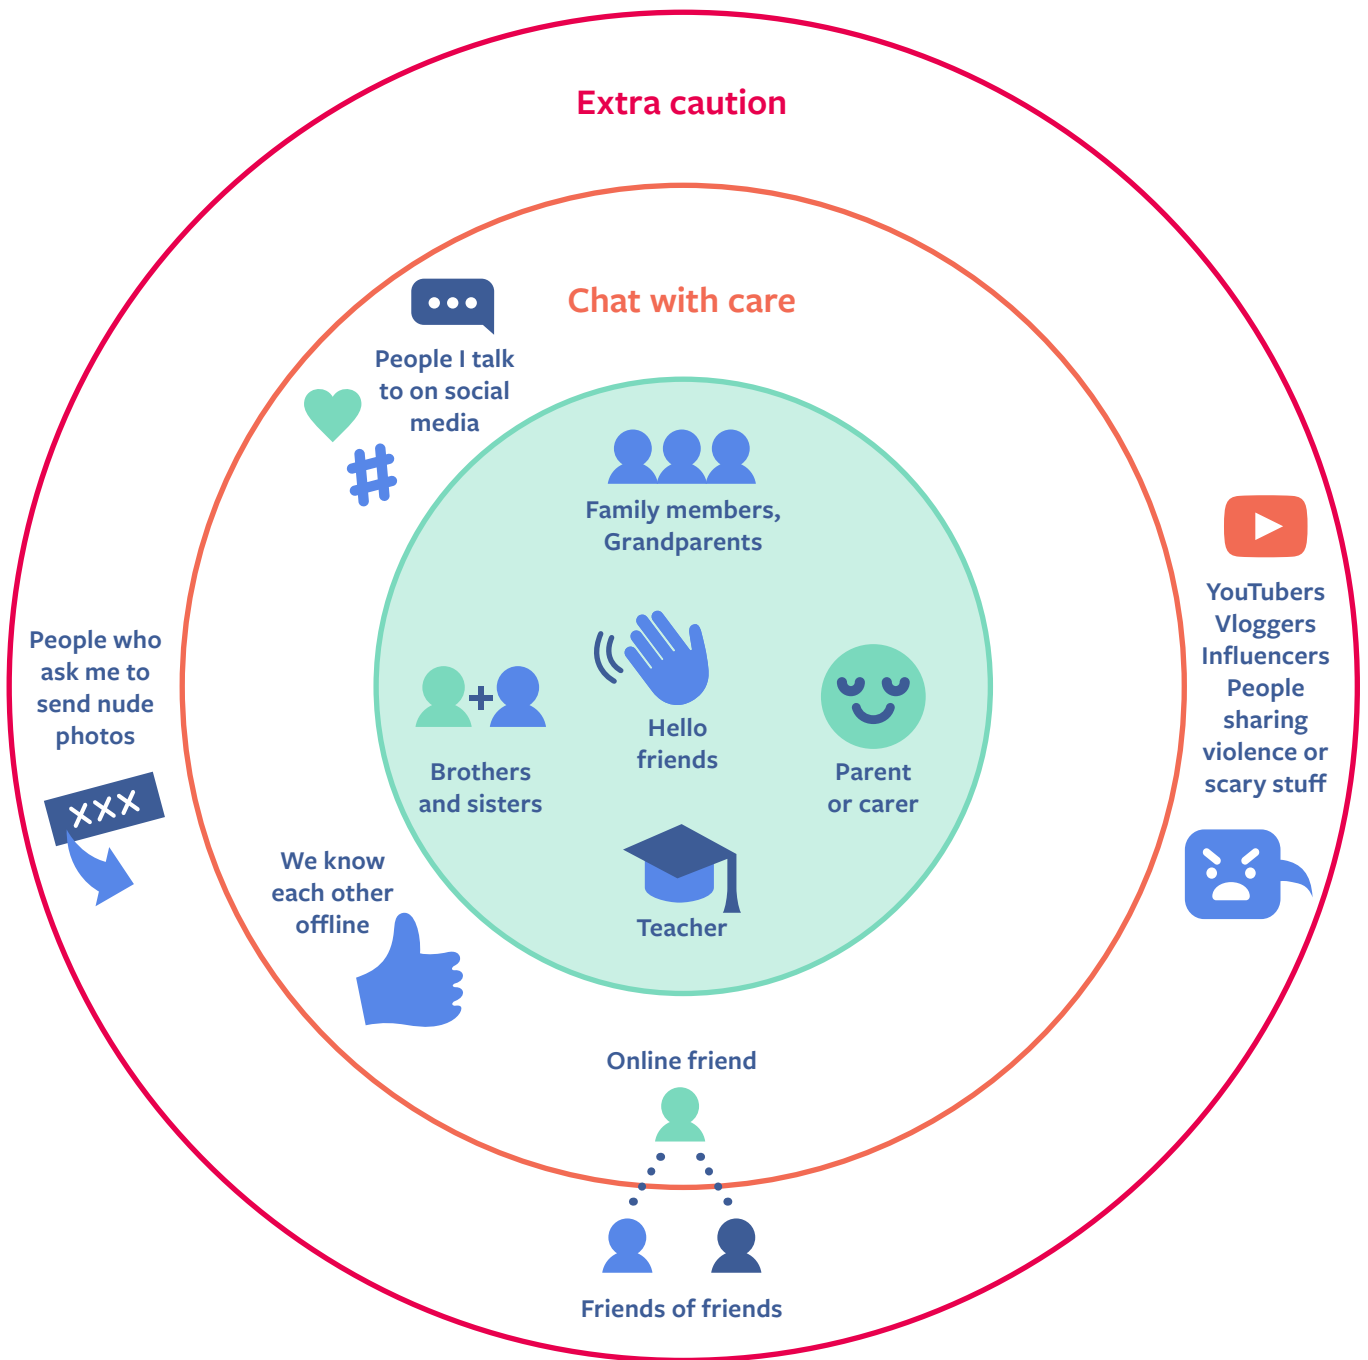 Extra caution
Chat with care
People I talk
to on social
media
Family members,
Grandparents
YouTubers
Vloggers
Influencers
People
sharing
violence or
scary stuff
People who
ask me to
send nude
photos
XXX
Hello
friends
Brothers
and sisters
Parent
or carer
We know
each other
offline
Teacher
Online friend
Friends of friends